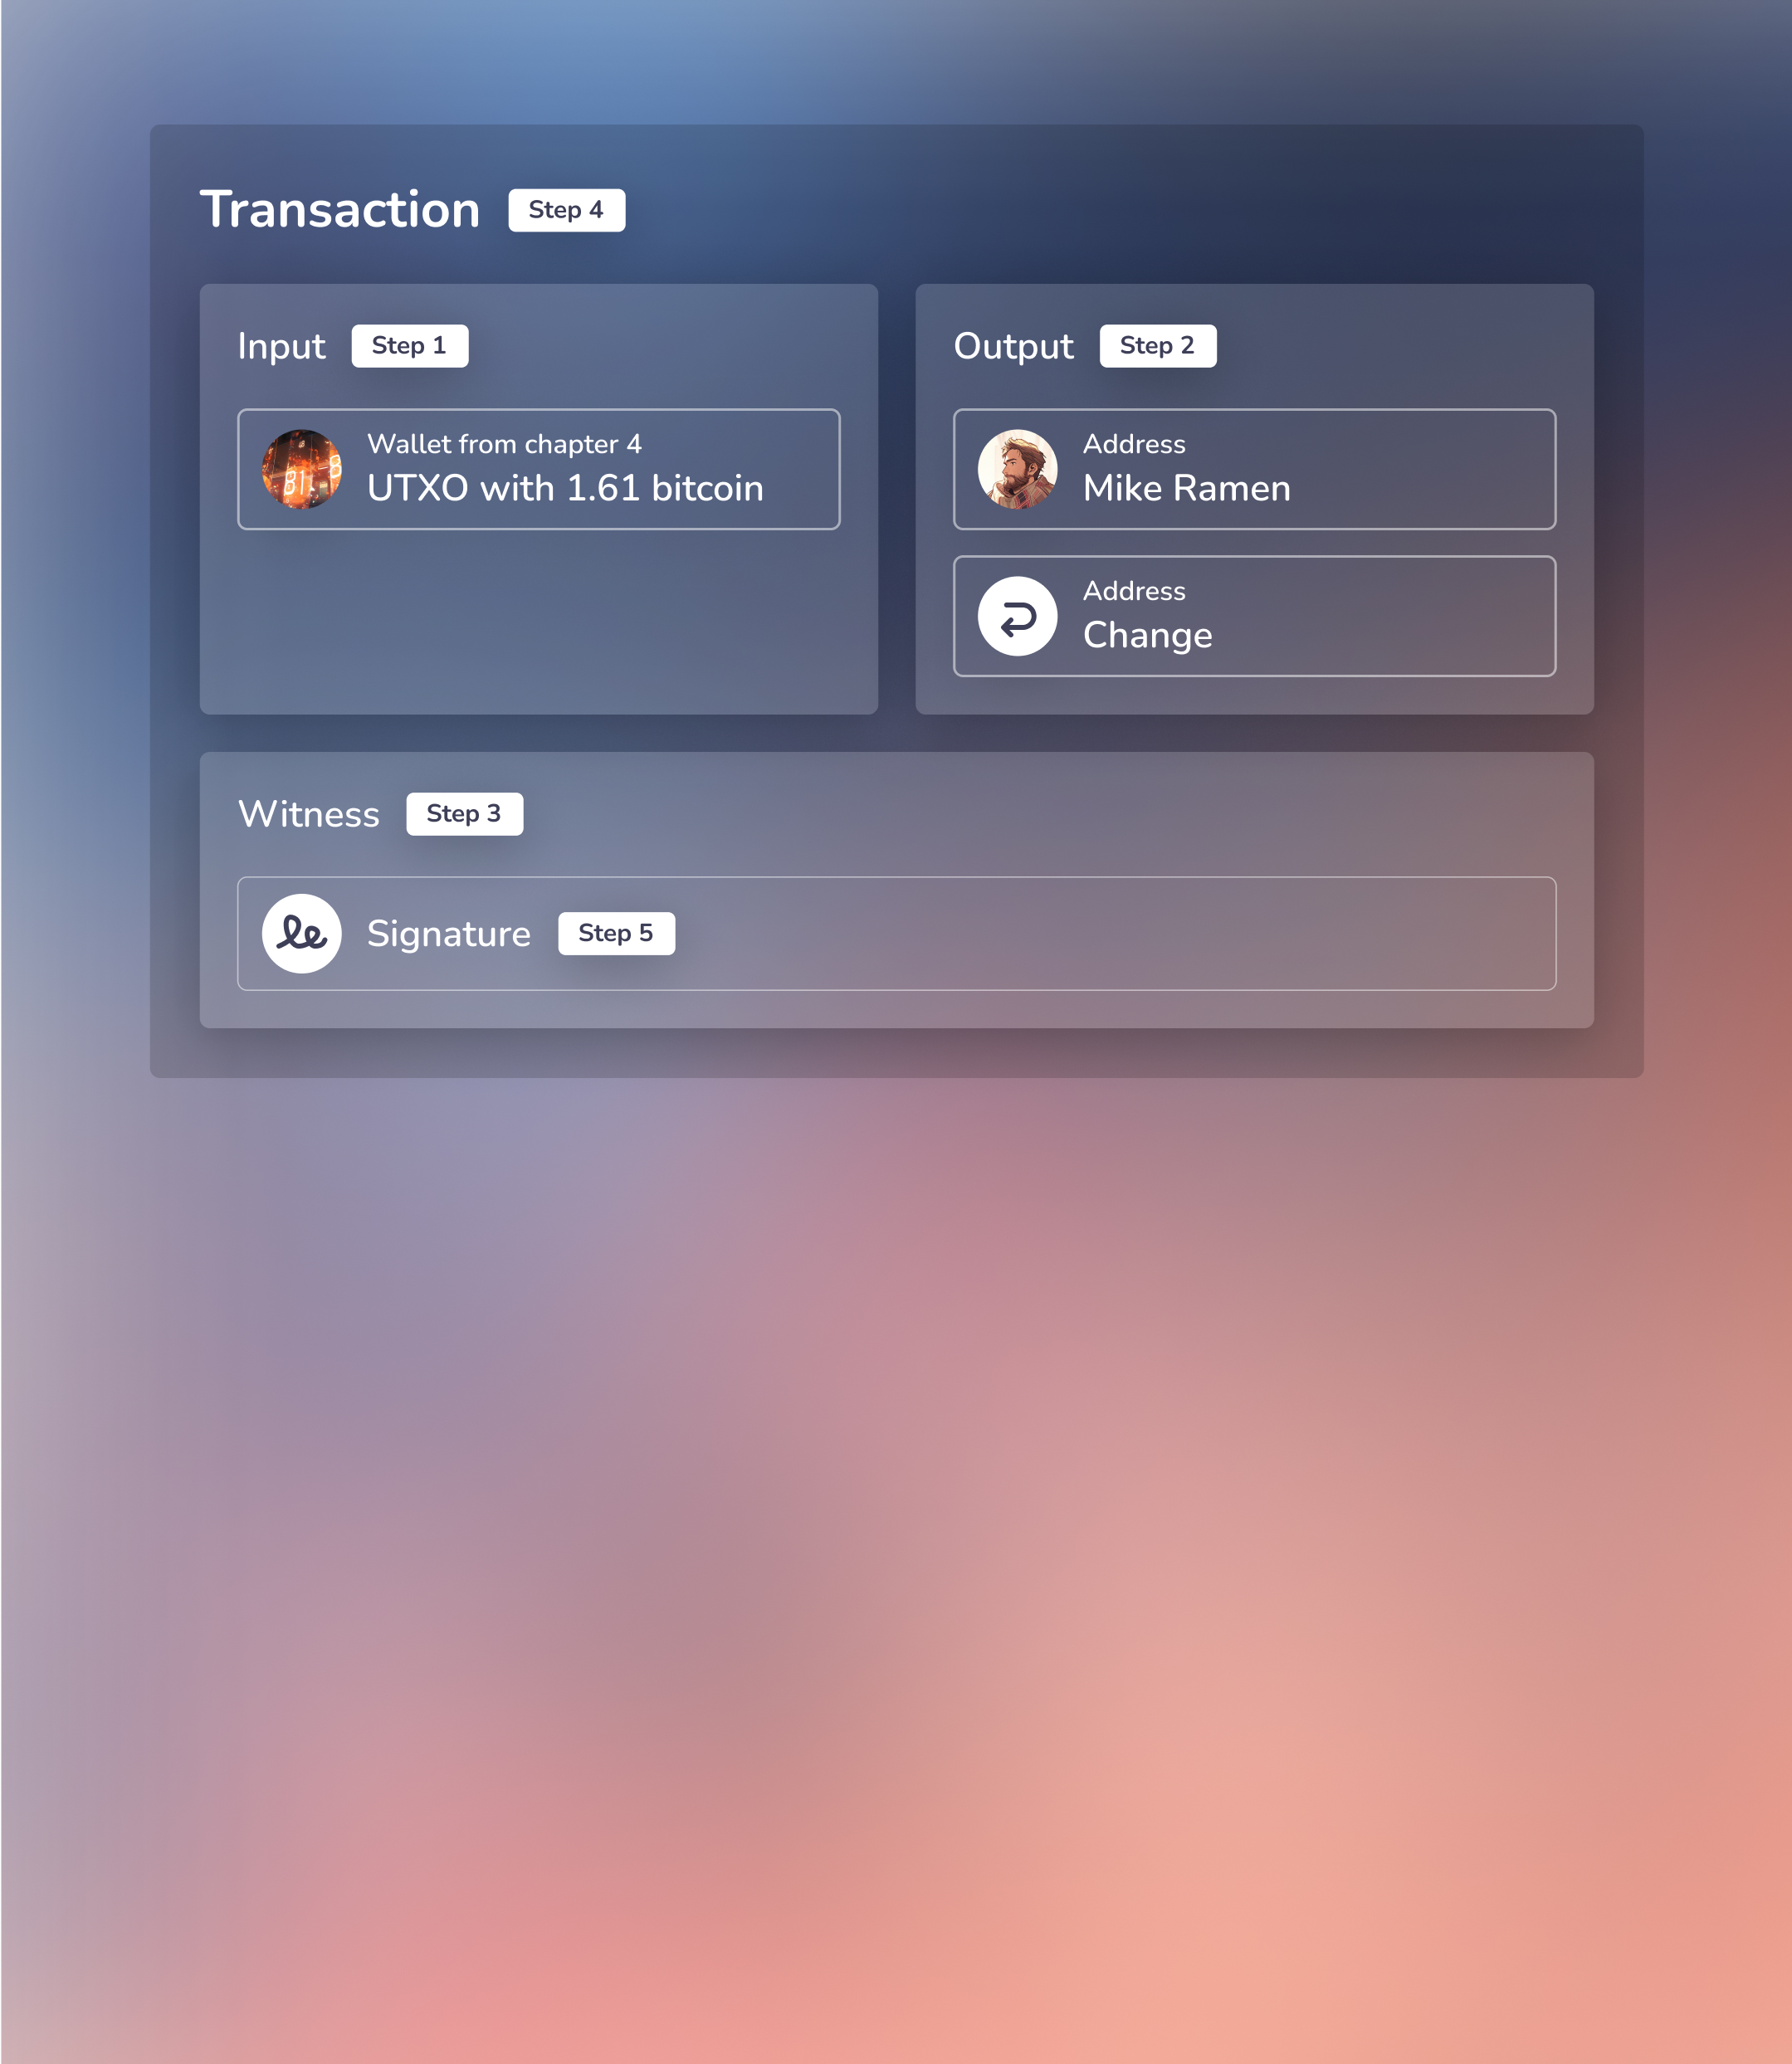 Transaction Step 4
Input Step 1
Wallet from chapter 4
UTXO with 1.61 bitcoin
Output Step 2
Address
Mike Ramen
Address
Change
Witness Step 3
Signature Step 5